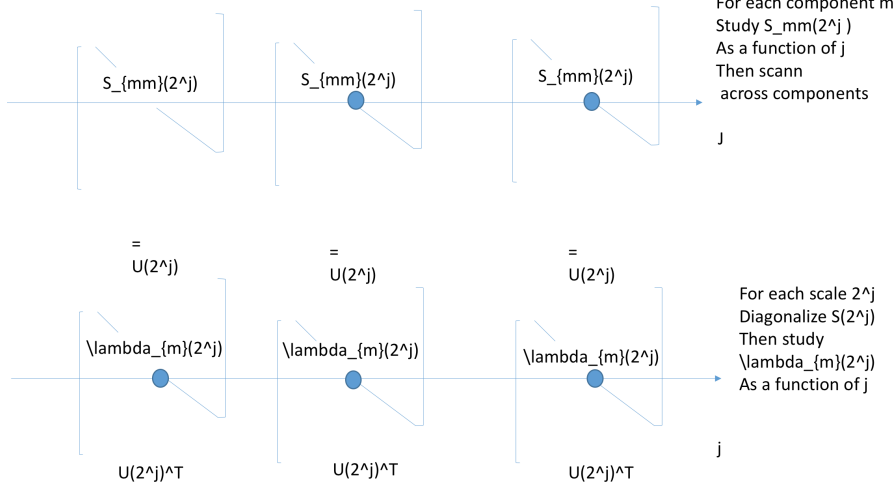 For each component m
Study S_mm(2^j )
As a function of j
Then scann
across components
S_{mm}(2^j)
S_{mm}(2^j)
S_{mm}(2^j)
J
=
U(2^j)
=
U(2^j)
=
U(2^j)
For each scale 2^j
Diagonalize S(2^j)
Then study
\lambda_{m}(2^j)
As a function of j
\lambda_{m}(2^j)
\lambda_{m}(2^j)
\lambda_{m}(2^j)
j
U(2^j)^T
U(2^j)^T
U(2^j)^T